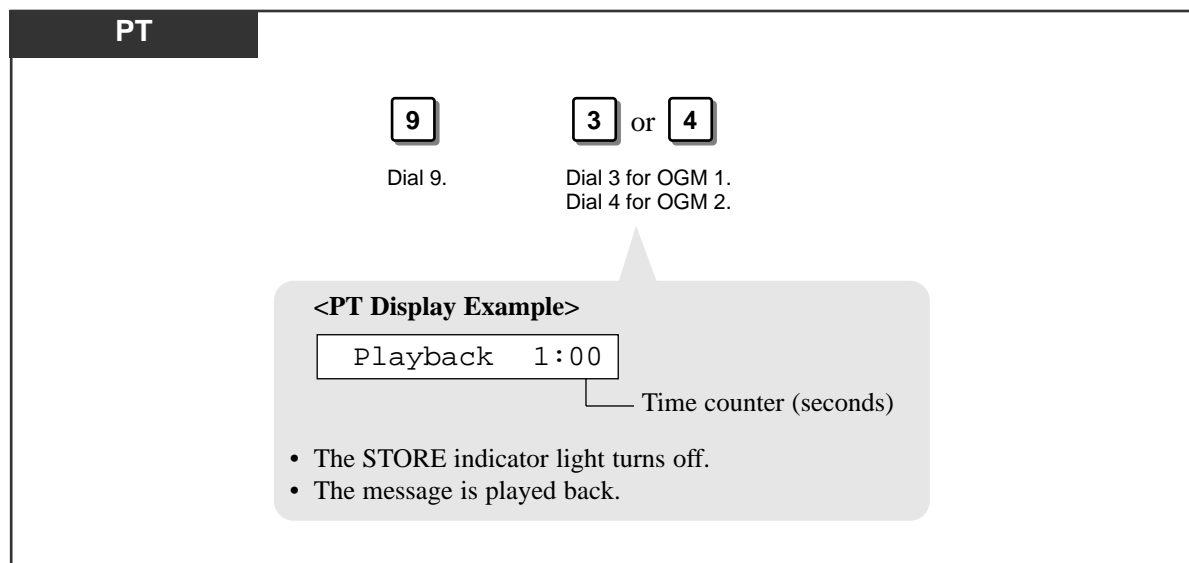 PT
9 3 or 4
Dial 9. Dial 3 for OGM 1.
Dial 4 for OGM 2.
<PT Display Example>
Playback 1:00
Time counter (seconds)
• The STORE indicator light turns off.
• The message is played back.